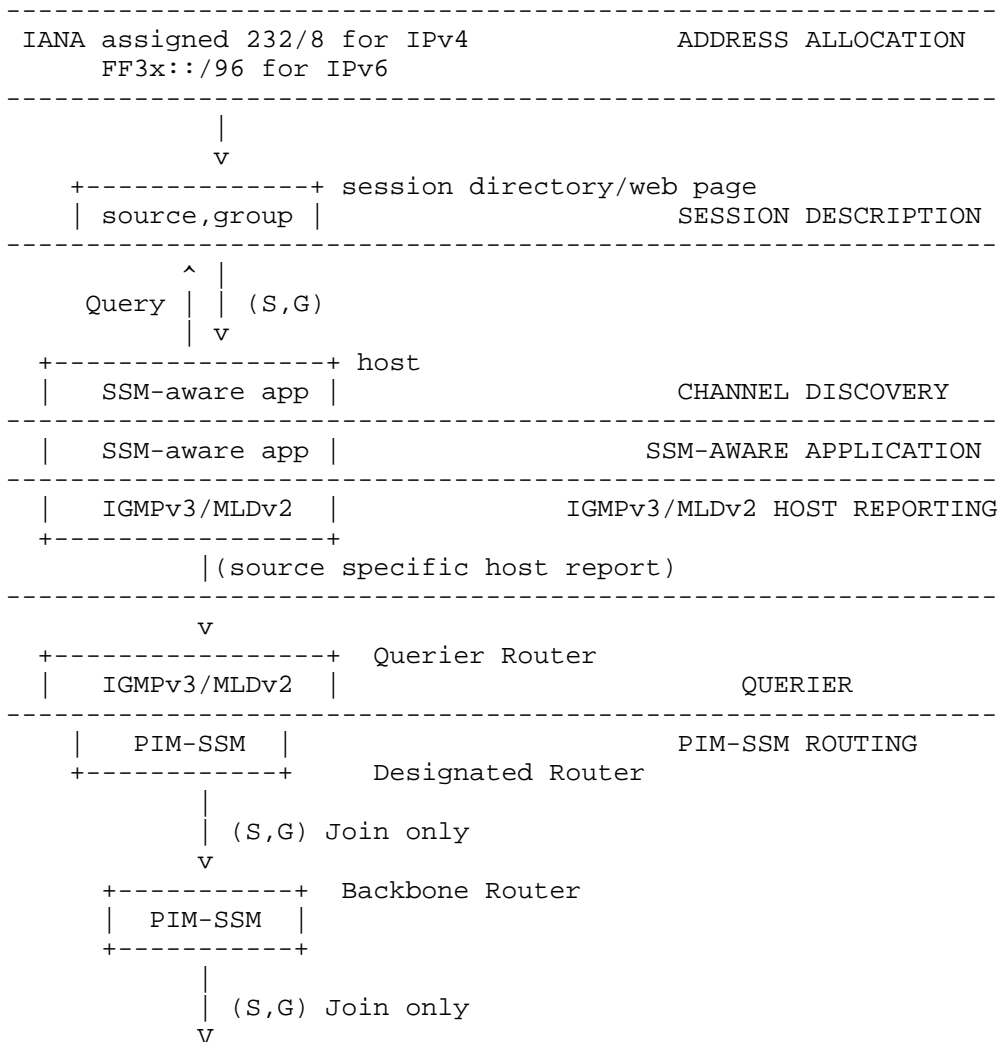 ---------------------------------------------------------------
 IANA assigned 232/8 for IPv4             ADDRESS ALLOCATION
      FF3x::/96 for IPv6
---------------------------------------------------------------
             |
             v
    +--------------+ session directory/web page
    | source,group |                      SESSION DESCRIPTION
---------------------------------------------------------------
           ^ |
     Query | | (S,G)
           | v
  +-----------------+ host
  |   SSM-aware app |                     CHANNEL DISCOVERY
---------------------------------------------------------------
  |   SSM-aware app |                   SSM-AWARE APPLICATION
---------------------------------------------------------------
  |   IGMPv3/MLDv2  |              IGMPv3/MLDv2 HOST REPORTING
  +-----------------+
            |(source specific host report)
---------------------------------------------------------------
            v
  +-----------------+  Querier Router
  |   IGMPv3/MLDv2  |                         QUERIER
---------------------------------------------------------------
    |   PIM-SSM  |                        PIM-SSM ROUTING
    +------------+     Designated Router
            |
            | (S,G) Join only
            v
      +-----------+  Backbone Router
      |  PIM-SSM  |
      +-----------+
            |
            | (S,G) Join only
            V